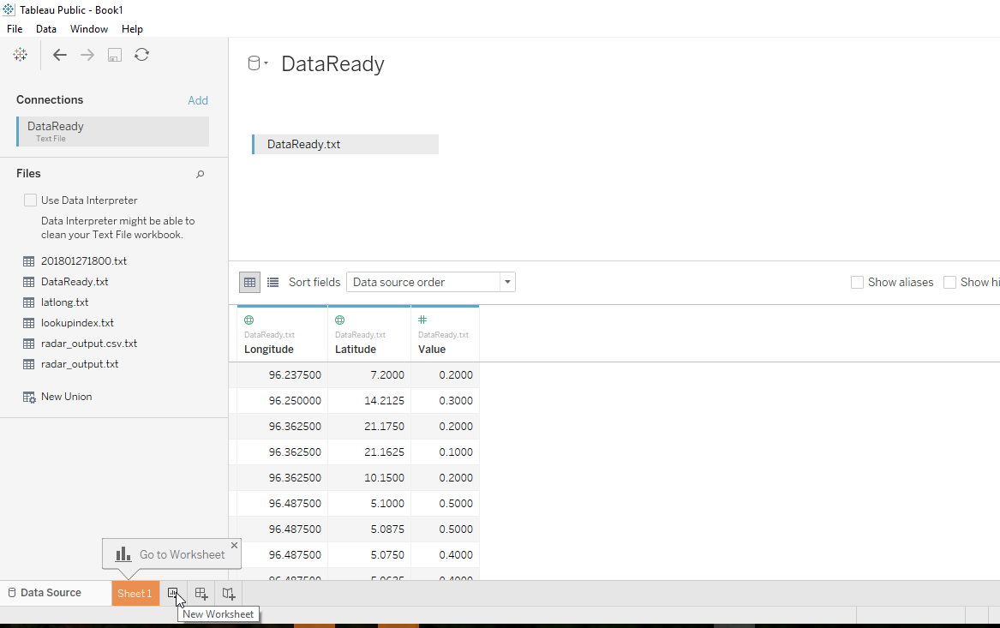 Tableau Public - Book1
File Data Window Help
DataReady
Connections Add
DataReady
Text File
DataReady.txt
Files
Use Data Interpreter
Data Interpreter might be able to
clean your Text File workbook.
201801271800.txt
DataReady.txt
latlong.txt
lookupindex.txt
radar_output.csv.txt
radar_output.txt
New Union
Sort fields Data source order Show aliases Show hi
DataReady.txt DataReady.txt DataReady.txt
Longitude Latitude Value
96.237500 7.2000 0.2000
96.250000 14.2125 0.3000
96.362500 21.1750 0.2000
96.362500 21.1625 0.1000
96.362500 10.1500 0.2000
96.487500 5.1000 0.5000
96.487500 5.0875 0.5000
96.487500 5.0750 0.4000
Go to Worksheet
Data Source Sheet 1
New Worksheet